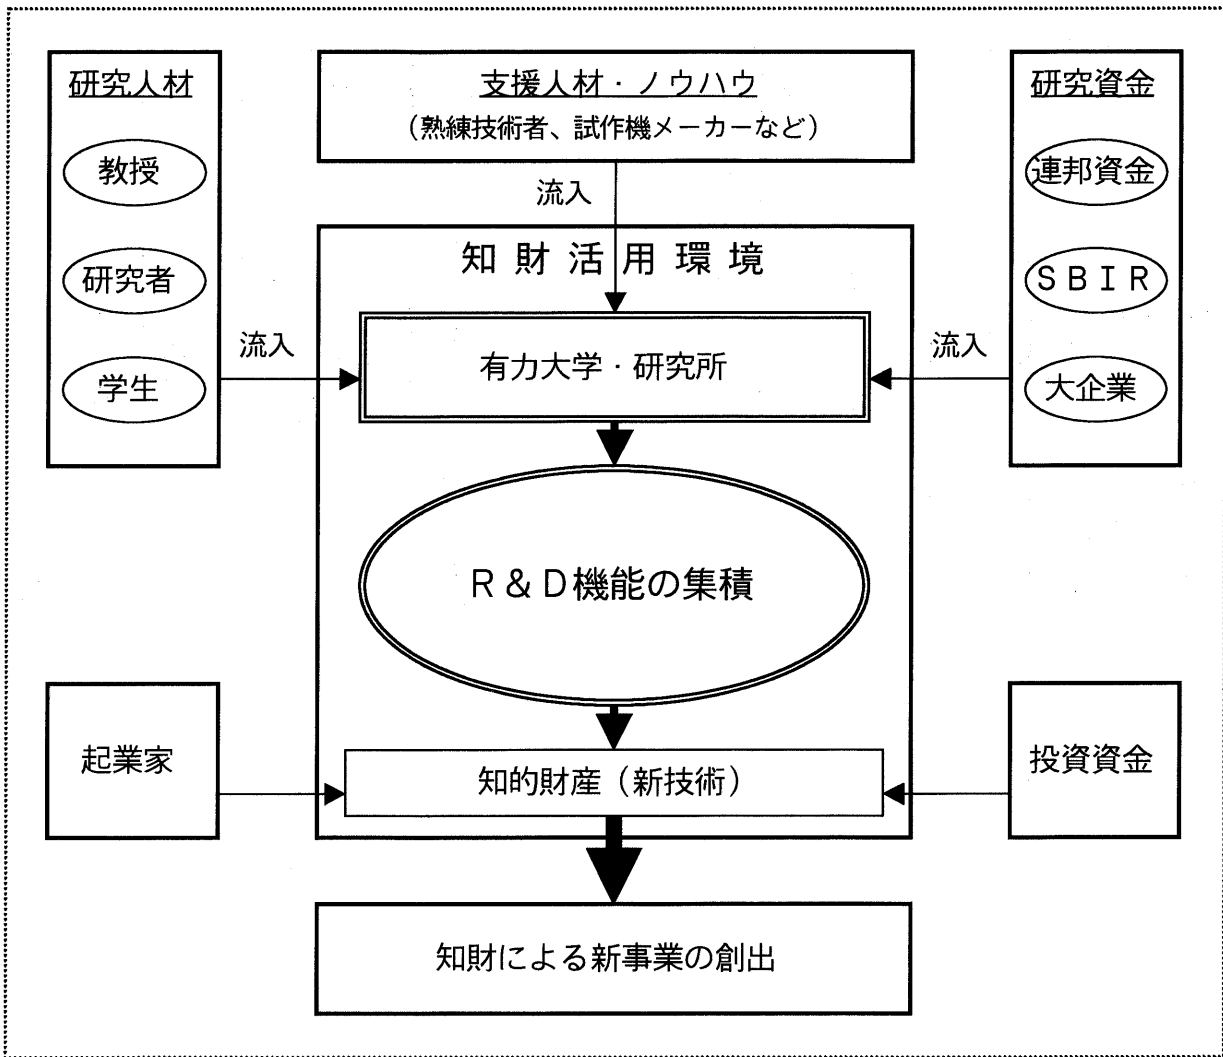 研究人材
教授
研究者
学生
支援人材・ノウハウ
（熟練技術者、試作機メーカーなど）
研究資金
連邦資金
ＳＢＩＲ
大企業
流入
知財活用環境
流入
有力大学・研究所
流入
Ｒ＆Ｄ機能の集積
起業家
知的財産（新技術）
投資資金
知財による新事業の創出